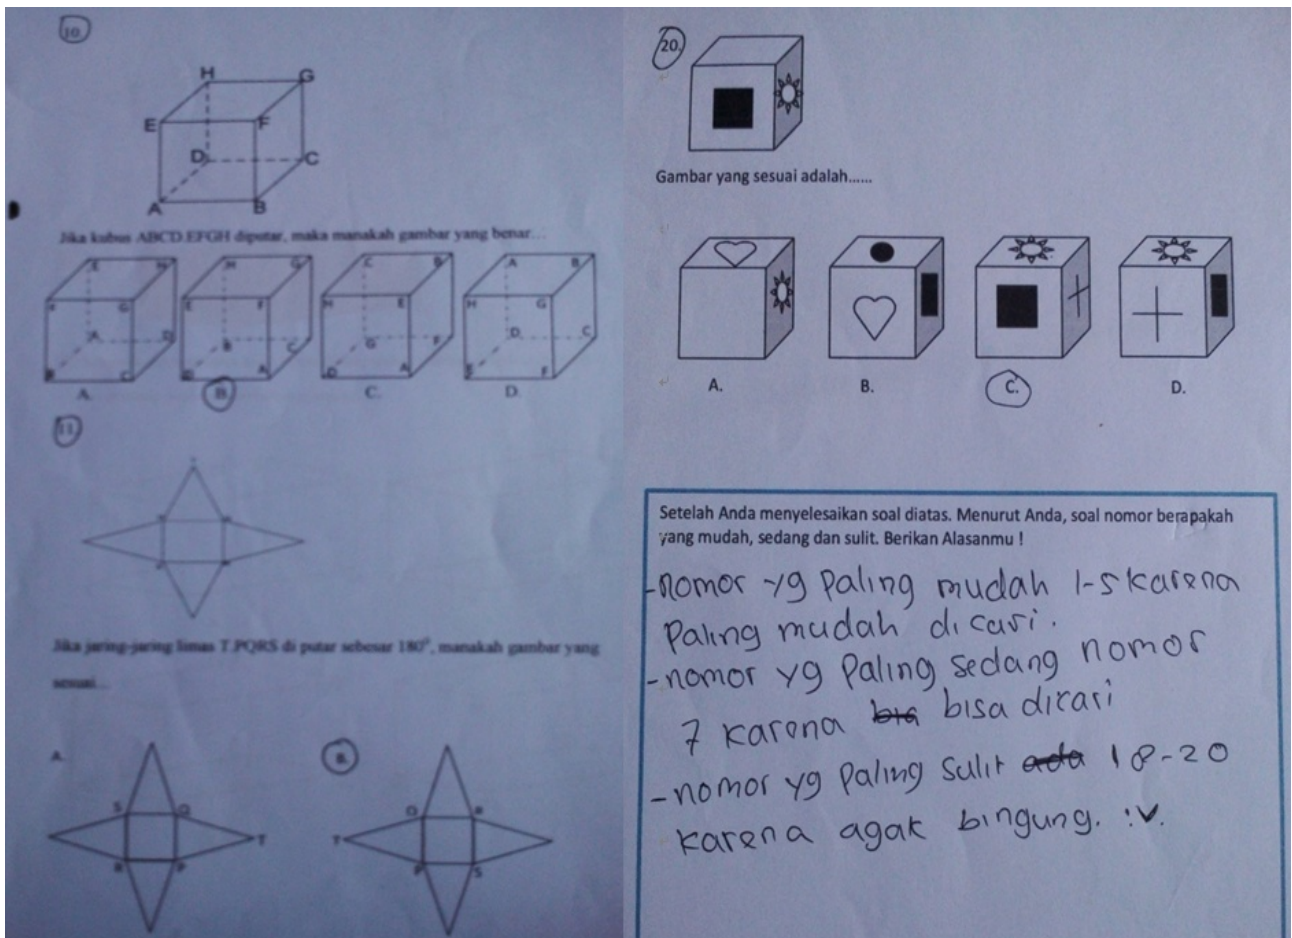 10.
H G
E F
D C
A B
Jika kubus ABCD.EFGH diputar, maka manakah gambar yang benar...
E H H G C B A B
F G E F H E H G
A D B C G F D C
B C D A D A E F
A. B. C. D.
11.
Jika jaring-jaring limas T.PQRS di putar sebesar 180°, manakah gambar yang
sesuai...
A. B.
S Q Q R
T T
R P P S
20.
Gambar yang sesuai adalah......
A. B. C. D.
Setelah Anda menyelesaikan soal diatas. Menurut Anda, soal nomor berapakah
yang mudah, sedang dan sulit. Berikan Alasanmu !
-nomor yg paling mudah 1-5 karena
paling mudah dicari.
-nomor yg paling sedang nomor
7 karena bisa dicari
-nomor yg paling sulit ada 18-20
karena agak bingung. :v.